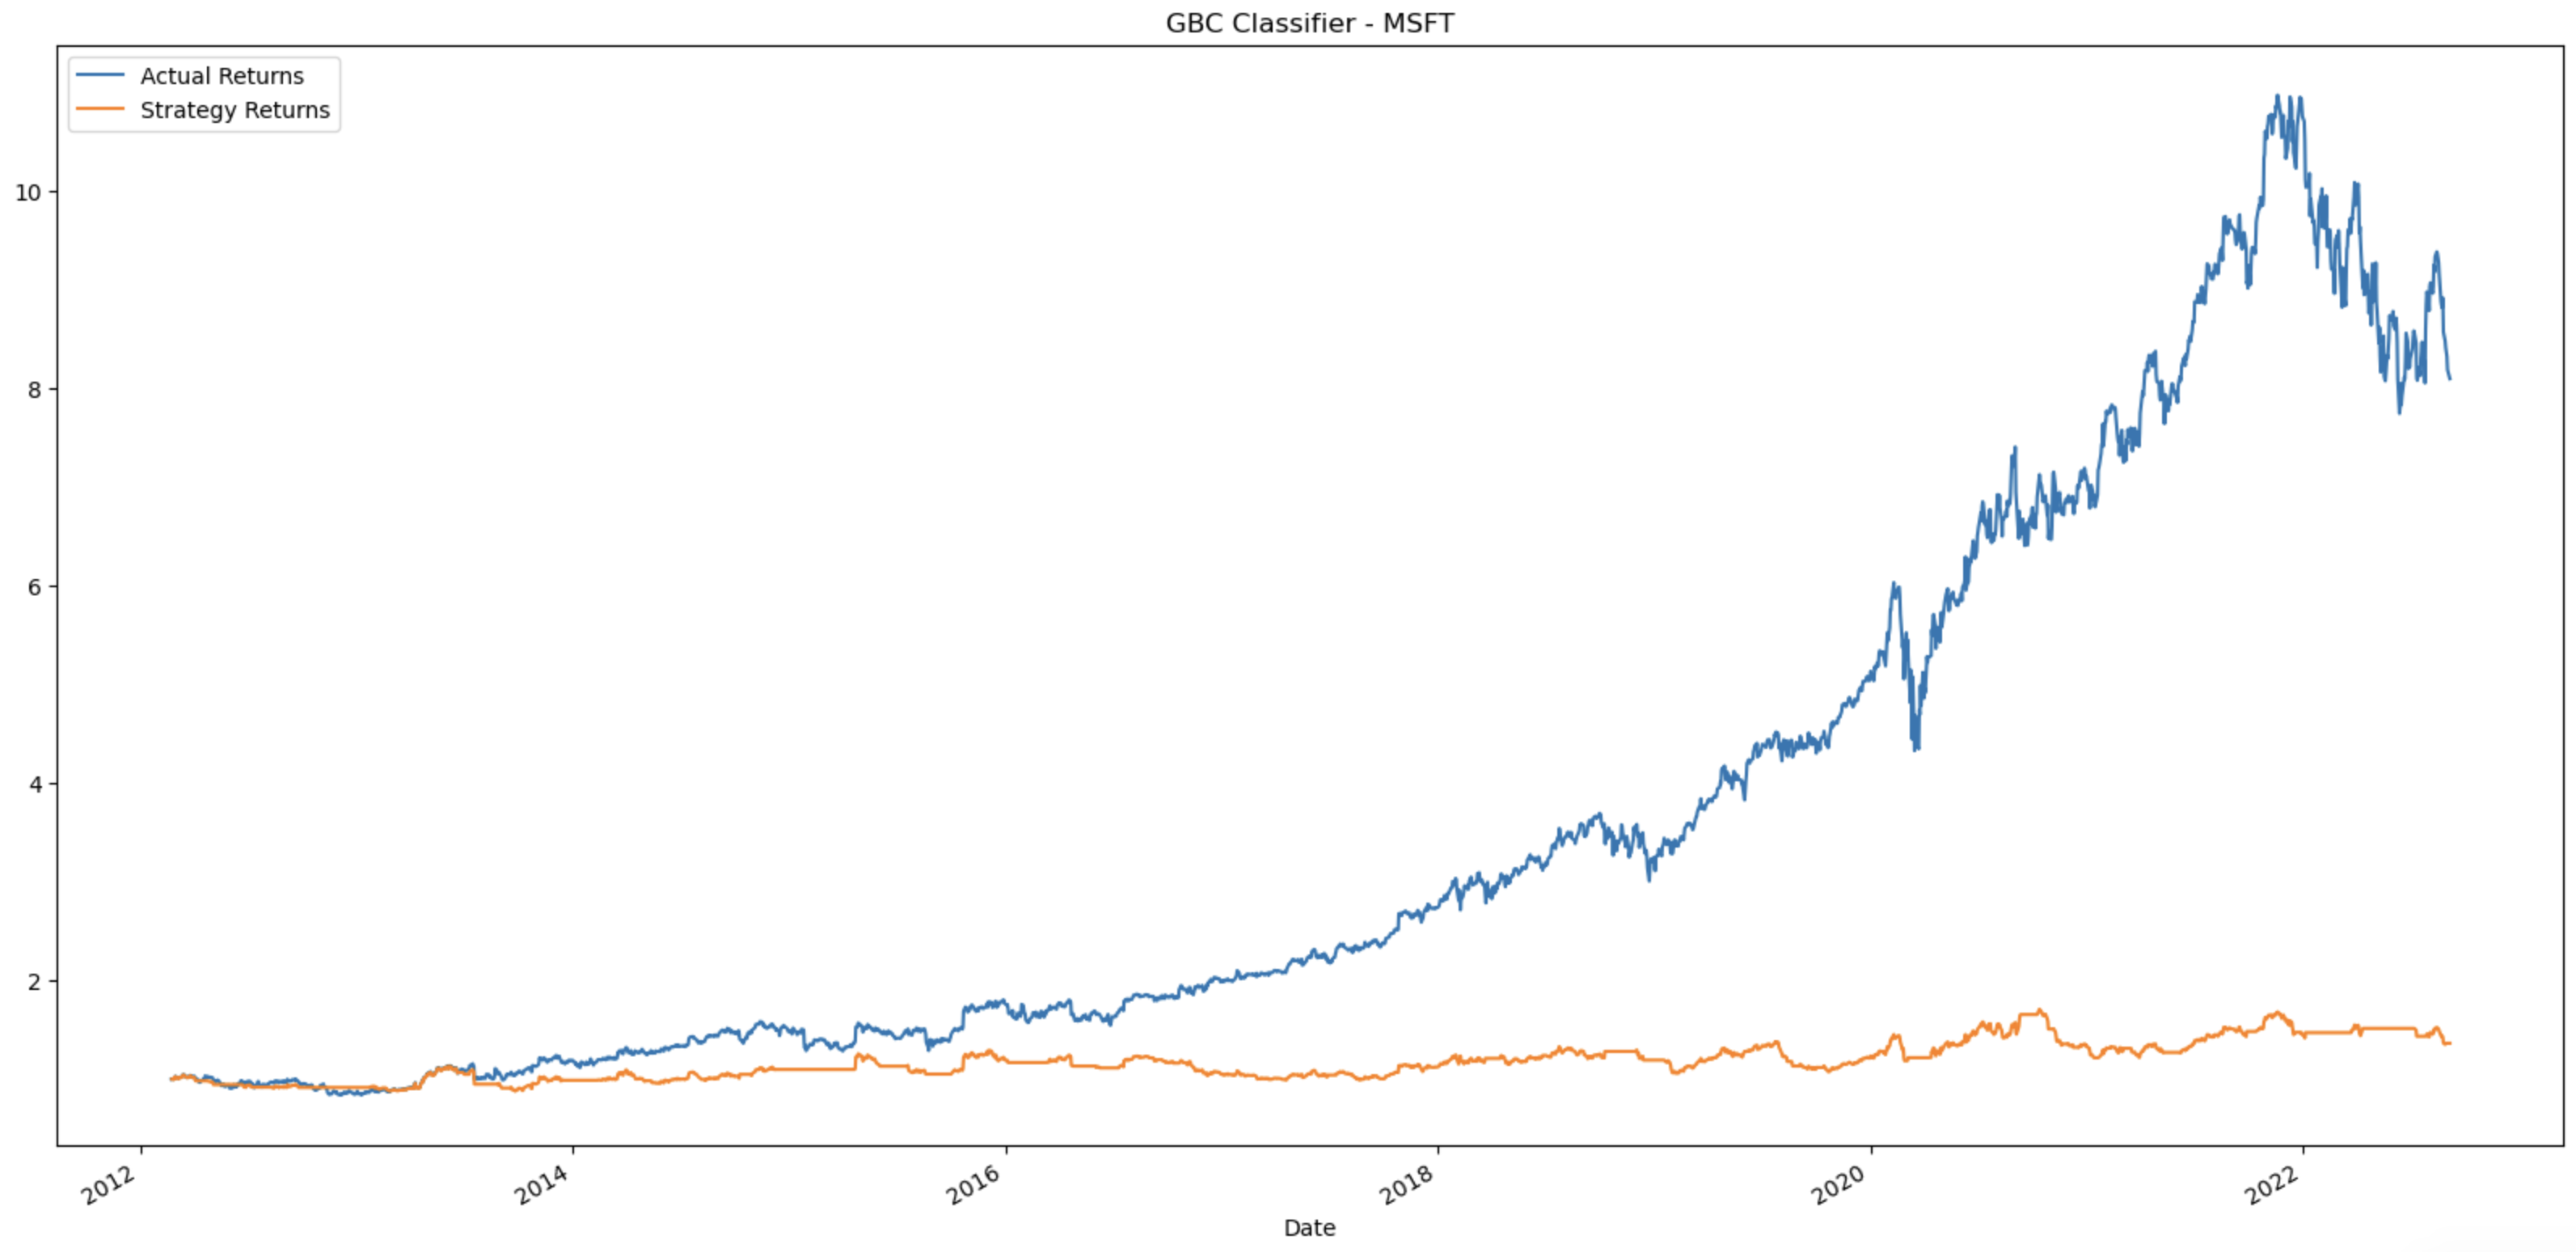 GBC Classifier - MSFT
Actual Returns
Strategy Returns
10
8
6
4
2
2012
2014
2016
2018
2020
2022
Date